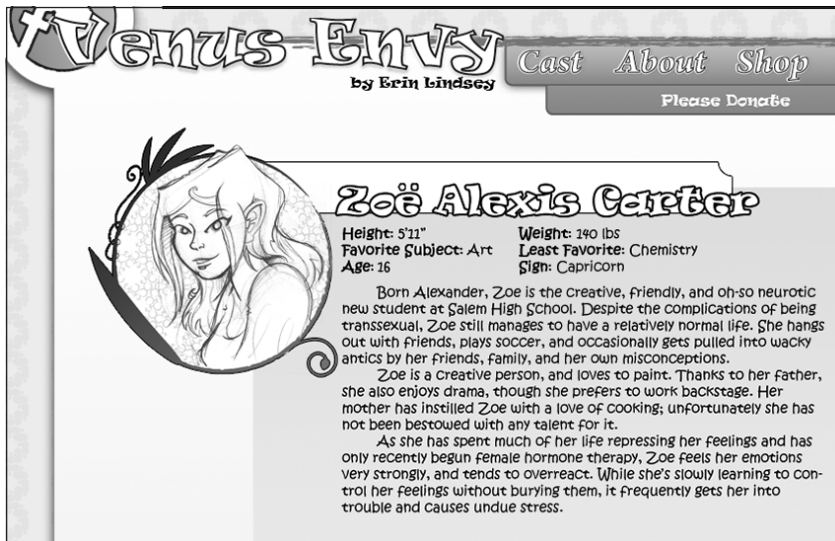 Venus Envy
by Erin Lindsey
Cast About Shop
Please Donate
Zoë Alexis Carter
Height: 5'11" Weight: 140 lbs
Favorite Subject: Art Least Favorite: Chemistry
Age: 16 Sign: Capricorn
Born Alexander, Zoe is the creative, friendly, and oh-so neurotic
new student at Salem High School. Despite the complications of being
transsexual, Zoe still manages to have a relatively normal life. She hangs
out with friends, plays soccer, and occasionally gets pulled into wacky
antics by her friends, family, and her own misconceptions.
Zoe is a creative person, and loves to paint. Thanks to her father,
she also enjoys drama, though she prefers to work backstage. Her
mother has instilled Zoe with a love of cooking; unfortunately she has
not been bestowed with any talent for it.
As she has spent much of her life repressing her feelings and has
only recently begun female hormone therapy, Zoe feels her emotions
very strongly, and tends to overreact. While she's slowly learning to con-
trol her feelings without burying them, it frequently gets her into
trouble and causes undue stress.